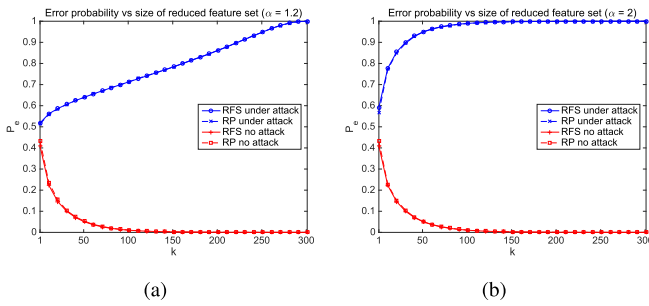 Error probability vs size of reduced feature set (α = 1.2)
1
0.9
0.8
0.7
0.6
0.5
0.4
0.3
0.2
0.1
0
P_e
RFS under attack
RP under attack
RFS no attack
RP no attack
1 50 100 150 200 250 300
k
(a)
Error probability vs size of reduced feature set (α = 2)
1
0.9
0.8
0.7
0.6
0.5
0.4
0.3
0.2
0.1
0
P_e
RFS under attack
RP under attack
RFS no attack
RP no attack
1 50 100 150 200 250 300
k
(b)